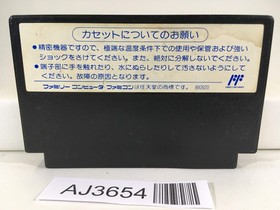 カセットについてのお願い
●精密機器ですので、極端な温度条件下での使用や保管および強い
ショックをさけてください。また、絶対に分解しないでください。
●端子部に手を触れたり、水にぬらしたりして汚さないようにして
ください。故障の原因となります。
ファミリーコンピュータ・ファミコンは任天堂の商標です。
AJ3654